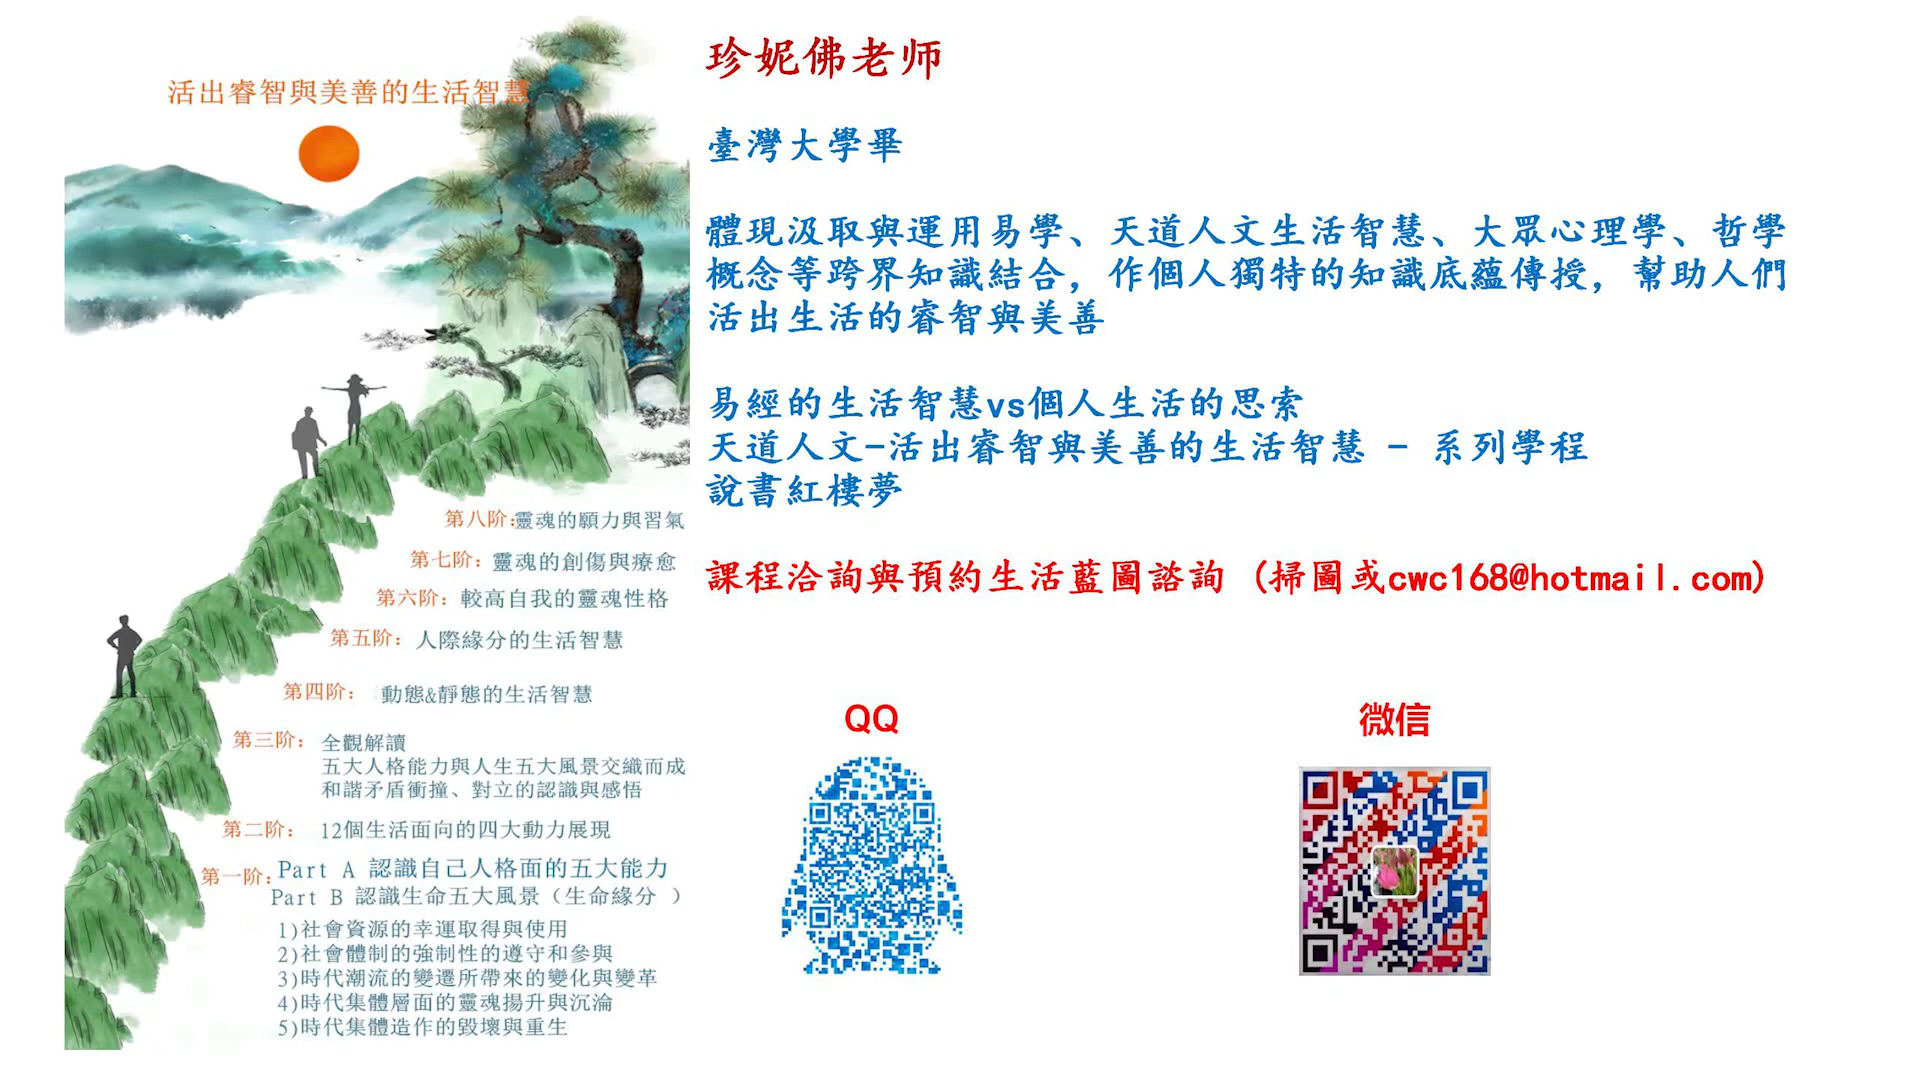 活出睿智與美善的生活智慧
第八阶:靈魂的願力與習氣
第七阶: 靈魂的創傷與療愈
第六阶: 較高自我的靈魂性格
第五阶: 人際緣分的生活智慧
第四阶: 動態&靜態的生活智慧
第三阶: 全觀解讀
五大人格能力與人生五大風景交織而成
和諧矛盾衝撞、對立的認識與感悟
第二阶: 12個生活面向的四大動力展現
第一阶: Part A 認識自己人格面的五大能力
Part B 認識生命五大風景（生命緣分 ）
1)社會資源的幸運取得與使用
2)社會體制的強制性的遵守和參與
3)時代潮流的變遷所帶來的變化與變革
4)時代集體層面的靈魂揚升與沉淪
5)時代集體造作的毀壞與重生
珍妮佛老师
臺灣大學畢
體現汲取與運用易學、天道人文生活智慧、大眾心理學、哲學
概念等跨界知識結合，作個人獨特的知識底蘊傳授，幫助人們
活出生活的睿智與美善
易經的生活智慧vs個人生活的思索
天道人文-活出睿智與美善的生活智慧 - 系列學程
說書紅樓夢
課程洽詢與預約生活藍圖諮詢 (掃圖或cwc168@hotmail.com)
QQ
微信